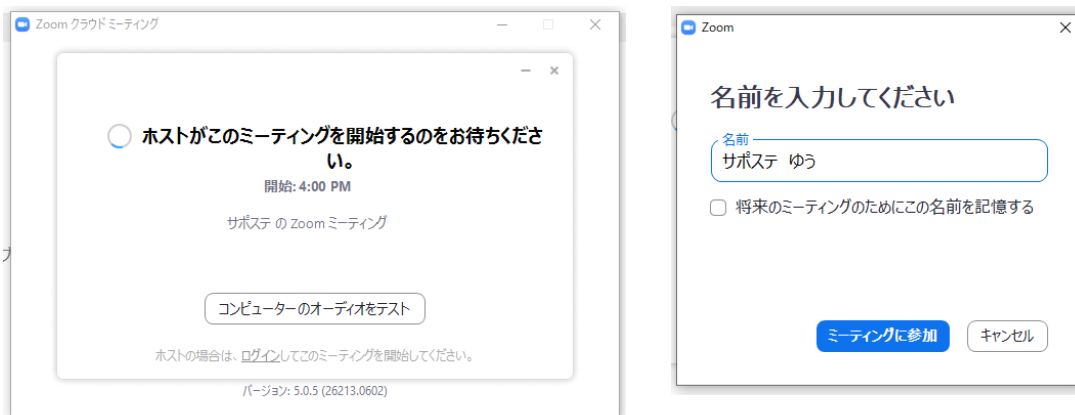 Zoom クラウド ミーティング
ホストがこのミーティングを開始するのをお待ちくださ
い。
開始: 4:00 PM
サポステ の Zoom ミーティング
コンピューターのオーディオをテスト
ホストの場合は、ログインしてこのミーティングを開始してください。
バージョン: 5.0.5 (26213.0602)
Zoom
名前を入力してください
名前
サポステ ゆう
将来のミーティングのためにこの名前を記憶する
ミーティングに参加
キャンセル